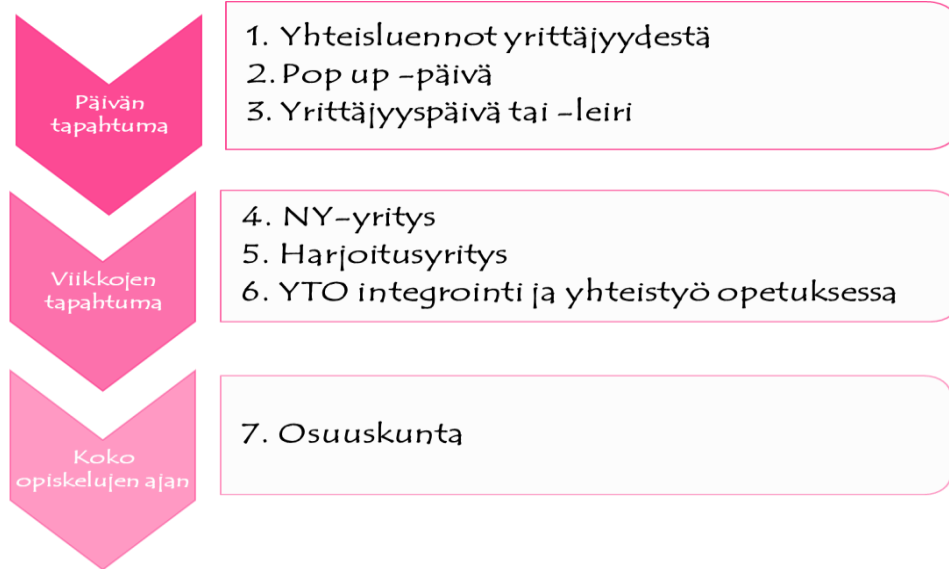 Päivän
tapahtuma
1. Yhteisluennot yrittäjyydestä
2. Pop up -päivä
3. Yrittäjyyspäivä tai -leiri
Viikkojen
tapahtuma
4. NY-yritys
5. Harjoitusyritys
6. YTO integrointi ja yhteistyö opetuksessa
Koko
opiskelujen ajan
7. Osuuskunta